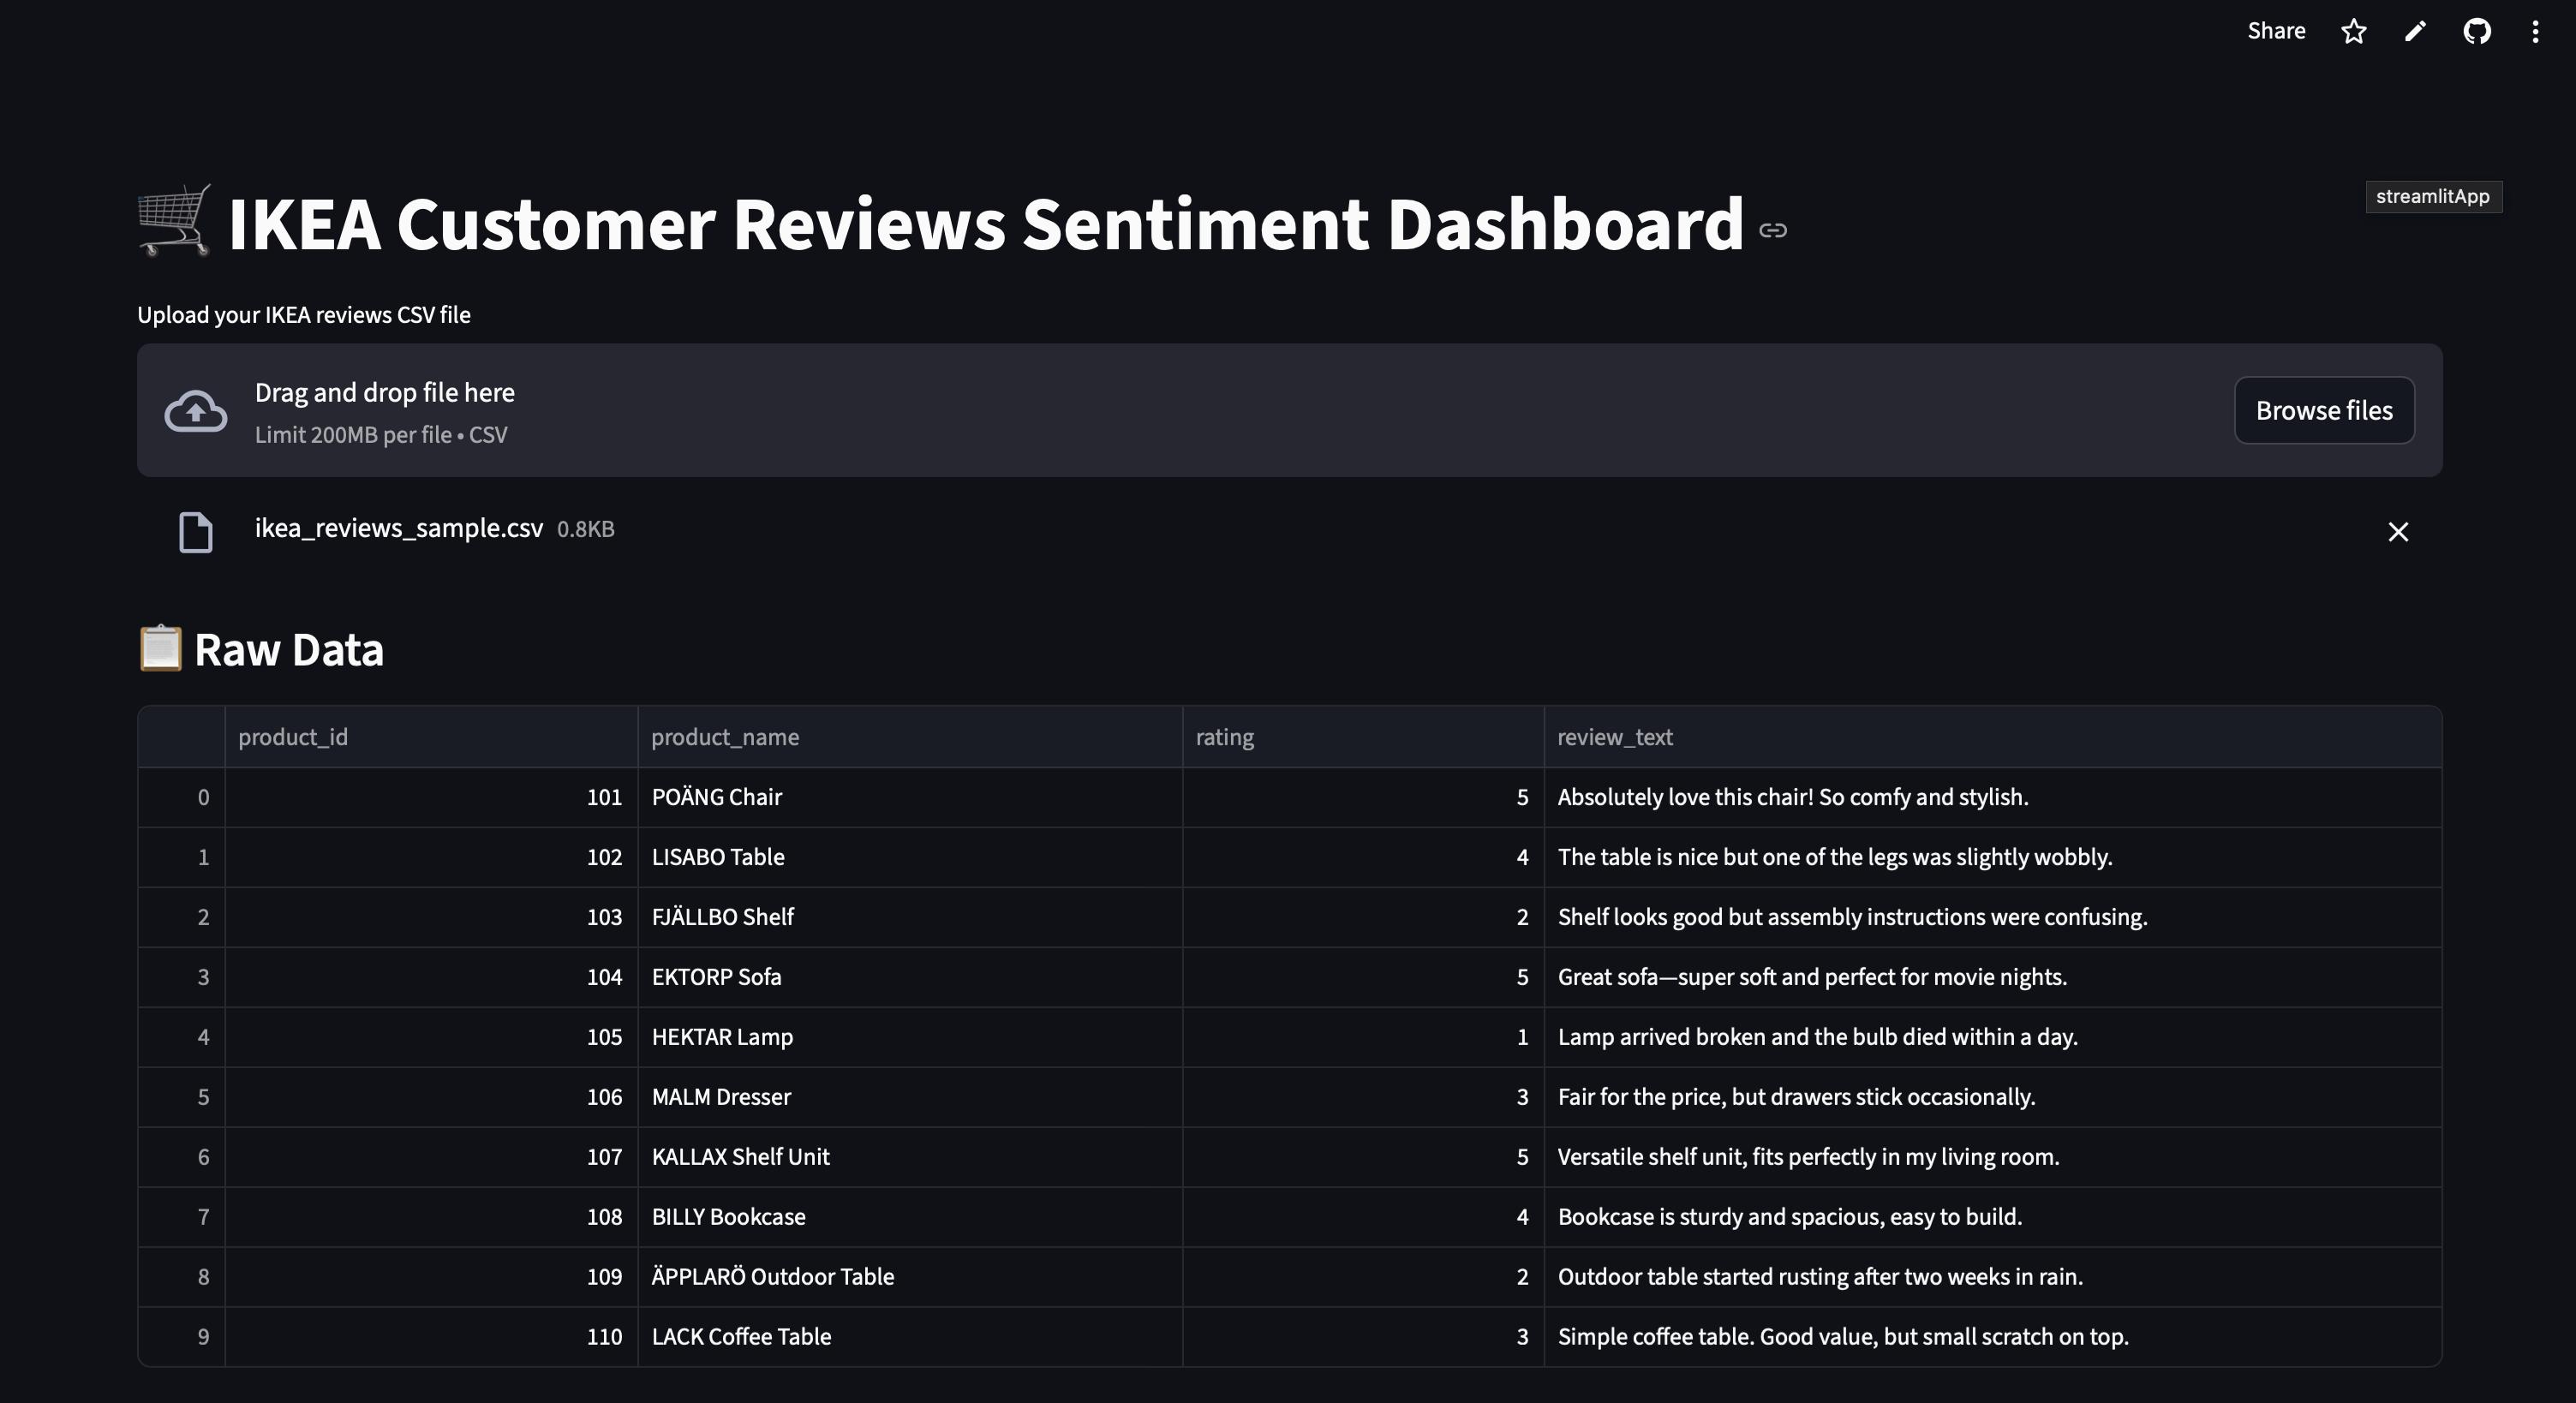 Share
streamlitApp
IKEA Customer Reviews Sentiment Dashboard
Upload your IKEA reviews CSV file
Drag and drop file here
Limit 200MB per file • CSV
Browse files
ikea_reviews_sample.csv 0.8KB
Raw Data
product_id product_name rating review_text
0 101 POÄNG Chair 5 Absolutely love this chair! So comfy and stylish.
1 102 LISABO Table 4 The table is nice but one of the legs was slightly wobbly.
2 103 FJÄLLBO Shelf 2 Shelf looks good but assembly instructions were confusing.
3 104 EKTORP Sofa 5 Great sofa—super soft and perfect for movie nights.
4 105 HEKTAR Lamp 1 Lamp arrived broken and the bulb died within a day.
5 106 MALM Dresser 3 Fair for the price, but drawers stick occasionally.
6 107 KALLAX Shelf Unit 5 Versatile shelf unit, fits perfectly in my living room.
7 108 BILLY Bookcase 4 Bookcase is sturdy and spacious, easy to build.
8 109 ÄPPLARÖ Outdoor Table 2 Outdoor table started rusting after two weeks in rain.
9 110 LACK Coffee Table 3 Simple coffee table. Good value, but small scratch on top.